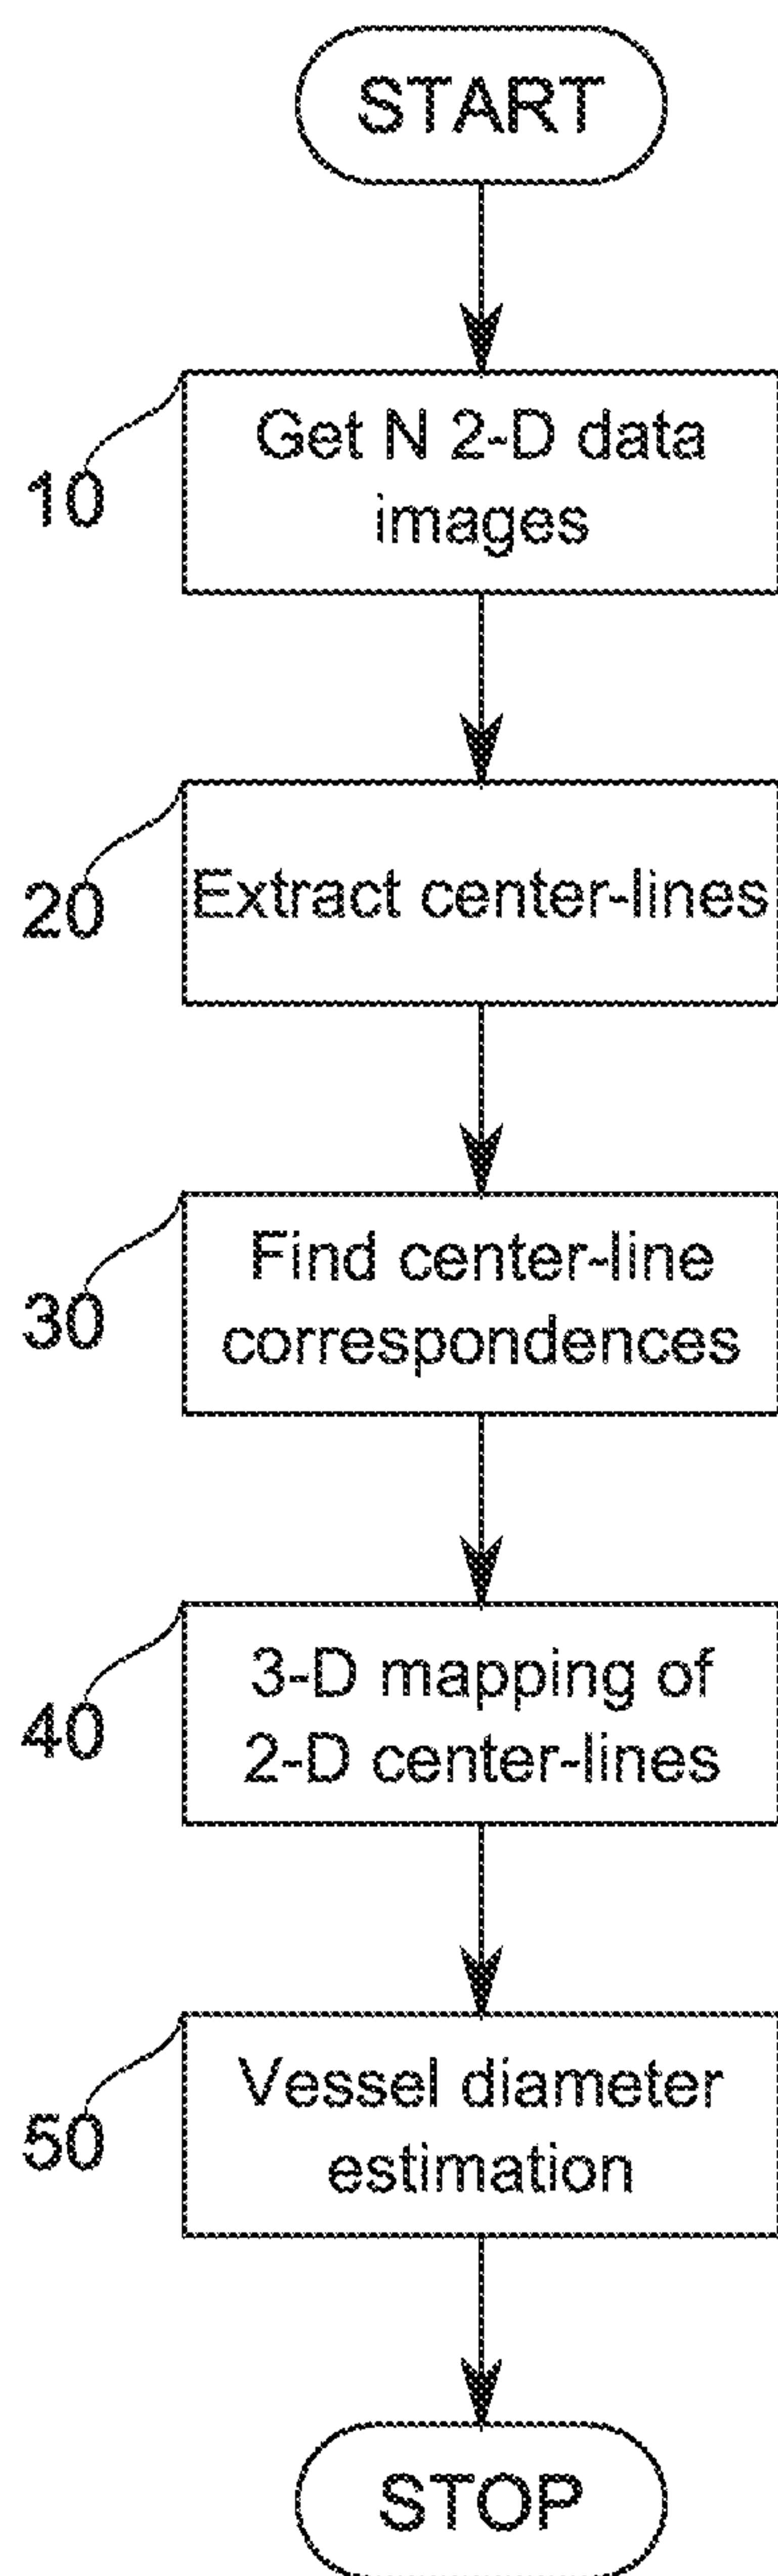 START
10
Get N 2-D data
images
20
Extract center-lines
30
Find center-line
correspondences
40
3-D mapping of
2-D center-lines
50
Vessel diameter
estimation
STOP